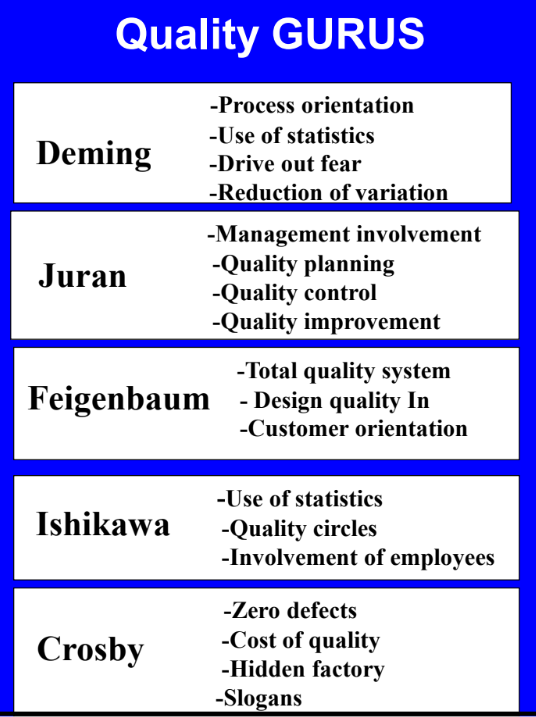 Quality GURUS
Deming
-Process orientation
-Use of statistics
-Drive out fear
-Reduction of variation
Juran
-Management involvement
-Quality planning
-Quality control
-Quality improvement
Feigenbaum
-Total quality system
- Design quality In
-Customer orientation
Ishikawa
-Use of statistics
-Quality circles
-Involvement of employees
Crosby
-Zero defects
-Cost of quality
-Hidden factory
-Slogans